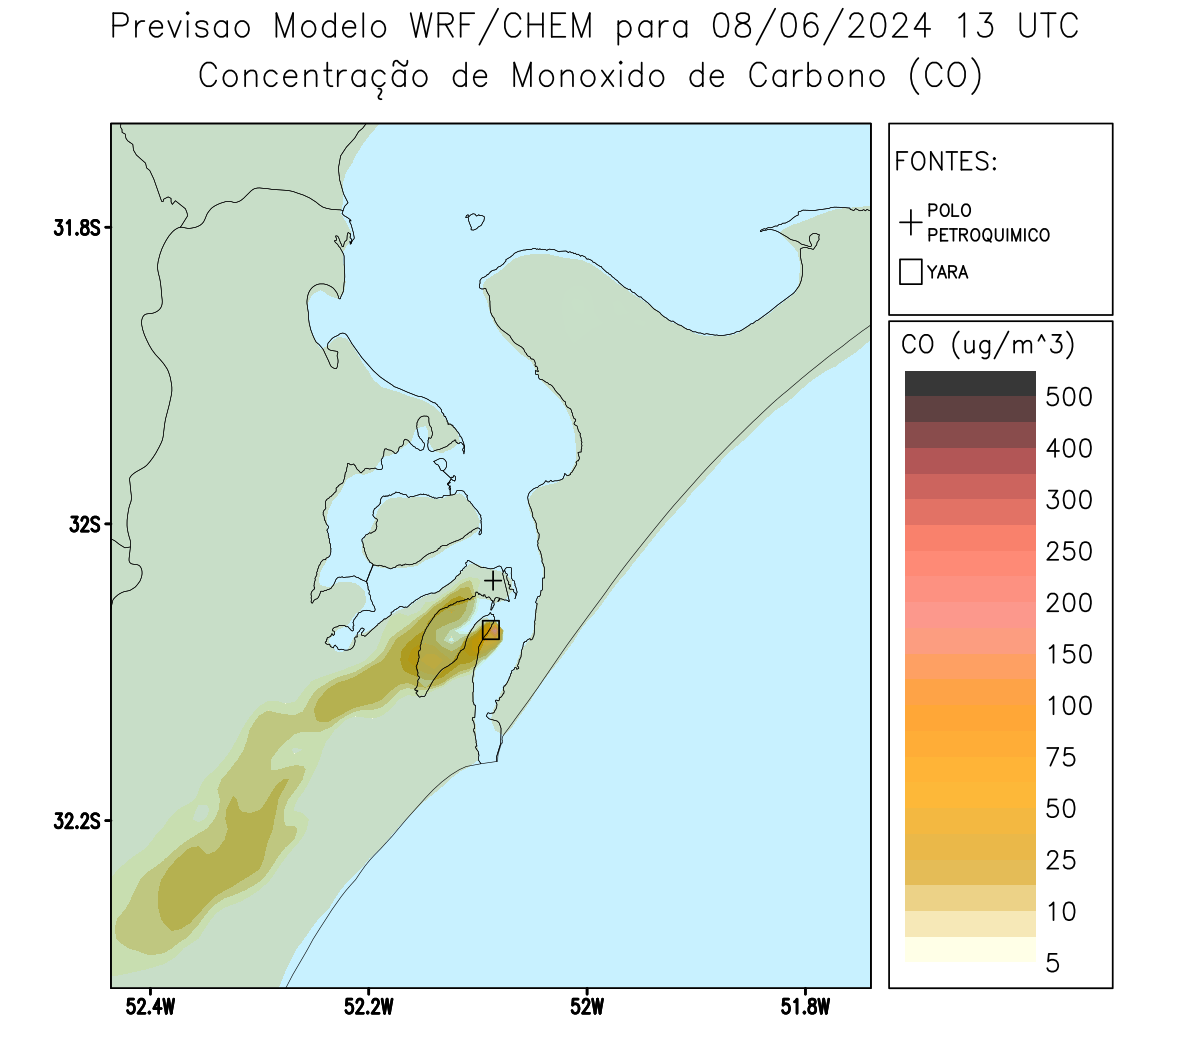 Previsao Modelo WRF/CHEM para 08/06/2024 13 UTC
Concentração de Monoxido de Carbono (CO)
FONTES:
POLO
PETROQUIMICO
YARA
CO (ug/m^3)
500
400
300
250
200
150
100
75
50
25
10
5
31.8S
32S
32.2S
52.4W
52.2W
52W
51.8W